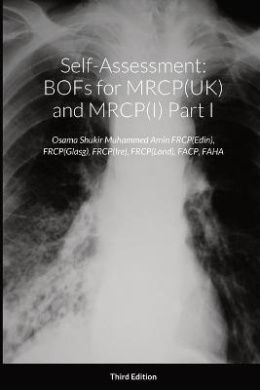 Self-Assessment:
BOFs for MRCP(UK)
and MRCP(I) Part I
Osama Shukir Muhammed Amin FRCP(Edin),
FRCP(Glasg), FRCP(Ire), FRCP(Lond), FACP, FAHA
Third Edition